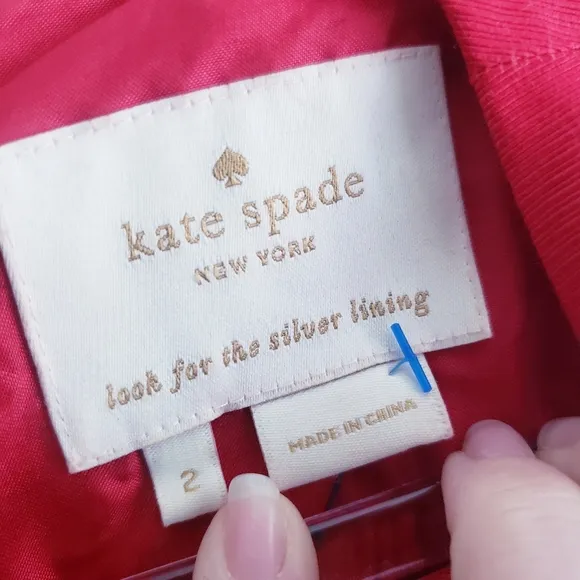 kate spade
NEW YORK
look for the silver lining
2
MADE IN CHINA